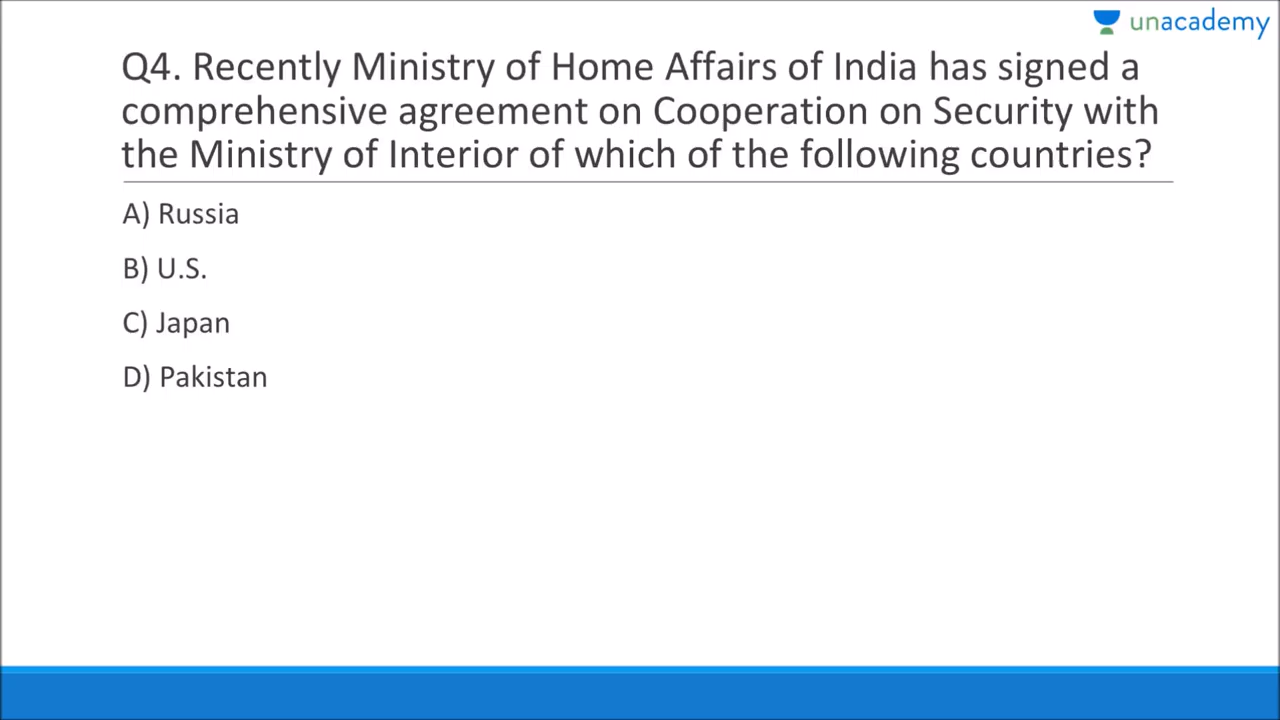 unacademy
Q4. Recently Ministry of Home Affairs of India has signed a
comprehensive agreement on Cooperation on Security with
the Ministry of Interior of which of the following countries?
A) Russia
B) U.S.
C) Japan
D) Pakistan